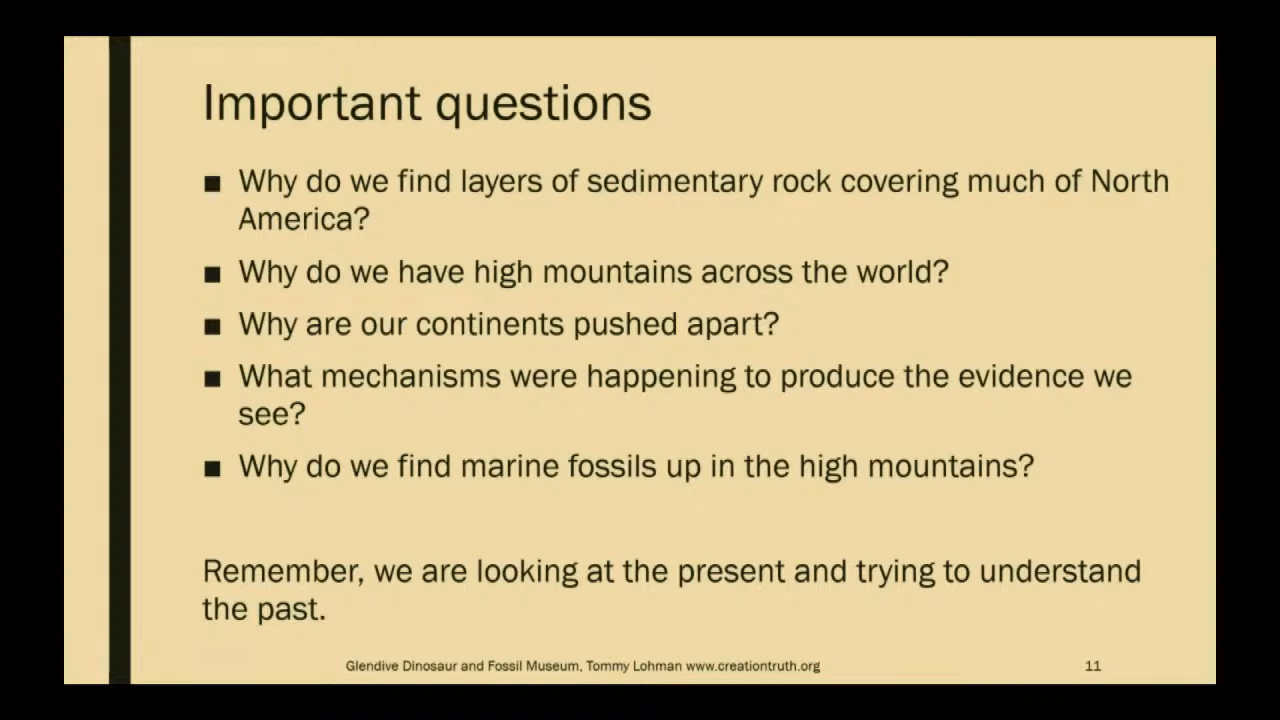 Important questions
■ Why do we find layers of sedimentary rock covering much of North
America?
■ Why do we have high mountains across the world?
■ Why are our continents pushed apart?
■ What mechanisms were happening to produce the evidence we
see?
■ Why do we find marine fossils up in the high mountains?
Remember, we are looking at the present and trying to understand
the past.
Glendive Dinosaur and Fossil Museum, Tommy Lohman www.creationtruth.org 11